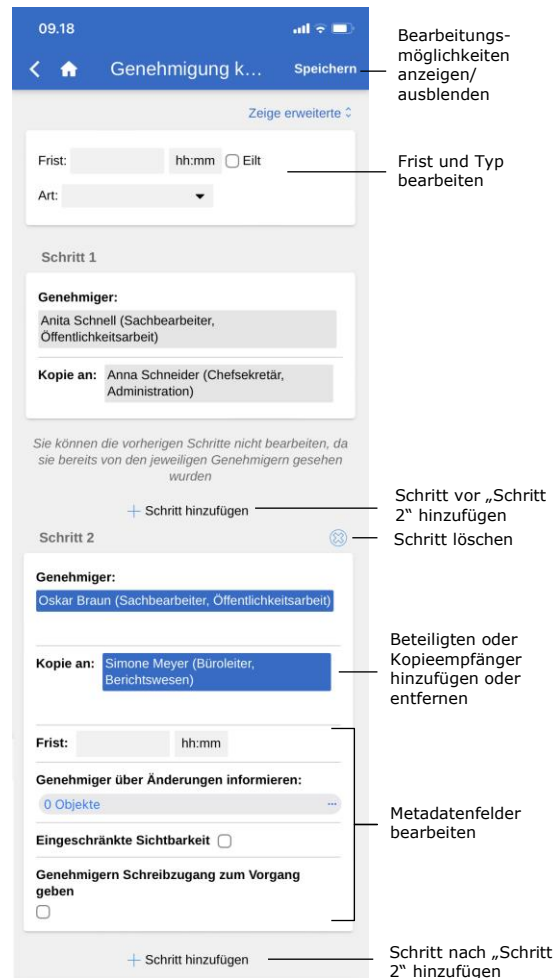 09.18
Genehmigung k... Speichern
Bearbeitungs-
möglichkeiten
anzeigen/
ausblenden
Zeige erweiterte
Frist: hh:mm Eilt
Art:
Frist und Typ
bearbeiten
Schritt 1
Genehmiger:
Anita Schnell (Sachbearbeiter,
Öffentlichkeitsarbeit)
Kopie an: Anna Schneider (Chefsekretär,
Administration)
Sie können die vorherigen Schritte nicht bearbeiten, da
sie bereits von den jeweiligen Genehmigern gesehen
wurden
Schritt hinzufügen
Schritt vor „Schritt
2“ hinzufügen
Schritt 2
Schritt löschen
Genehmiger:
Oskar Braun (Sachbearbeiter, Öffentlichkeitsarbeit)
Kopie an: Simone Meyer (Büroleiter,
Berichtswesen)
Beteiligten oder
Kopieempfänger
hinzufügen oder
entfernen
Frist: hh:mm
Genehmiger über Änderungen informieren:
0 Objekte ...
Eingeschränkte Sichtbarkeit
Genehmigern Schreibzugang zum Vorgang
geben
Metadatenfelder
bearbeiten
Schritt hinzufügen
Schritt nach „Schritt
2“ hinzufügen